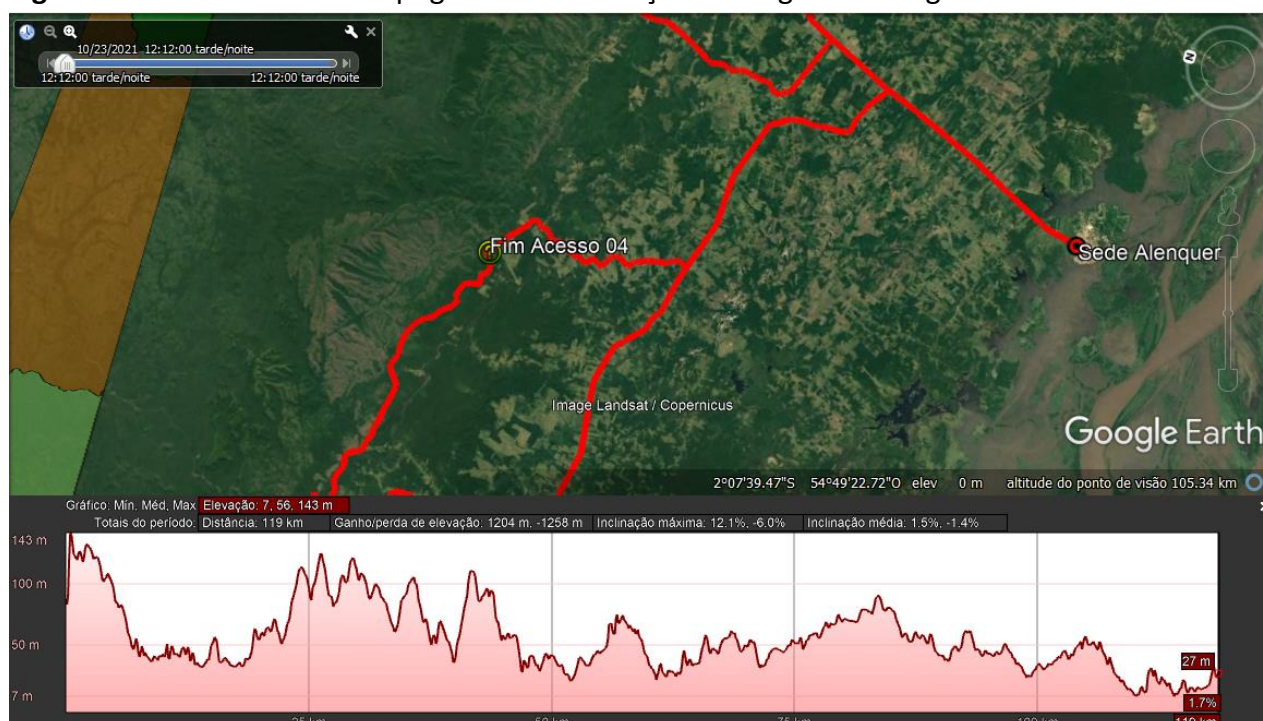 10/23/2021 12:12:00 tarde/noite
12:12:00 tarde/noite 12:12:00 tarde/noite
N
Fim Acesso 04
Sede Alenquer
Image Landsat / Copernicus
Google Earth
2°07'39.47"S 54°49'22.72"O elev 0 m altitude do ponto de visão 105.34 km
Gráfico: Mín, Méd, Max Elevação: 7, 56, 143 m
Totais do período: Distância: 119 km Ganho/perda de elevação: 1204 m, -1258 m Inclinação máxima: 12.1%, -6.0% Inclinação média: 1.5%, -1.4%
143 m
100 m
50 m
27 m
7 m
1.7%